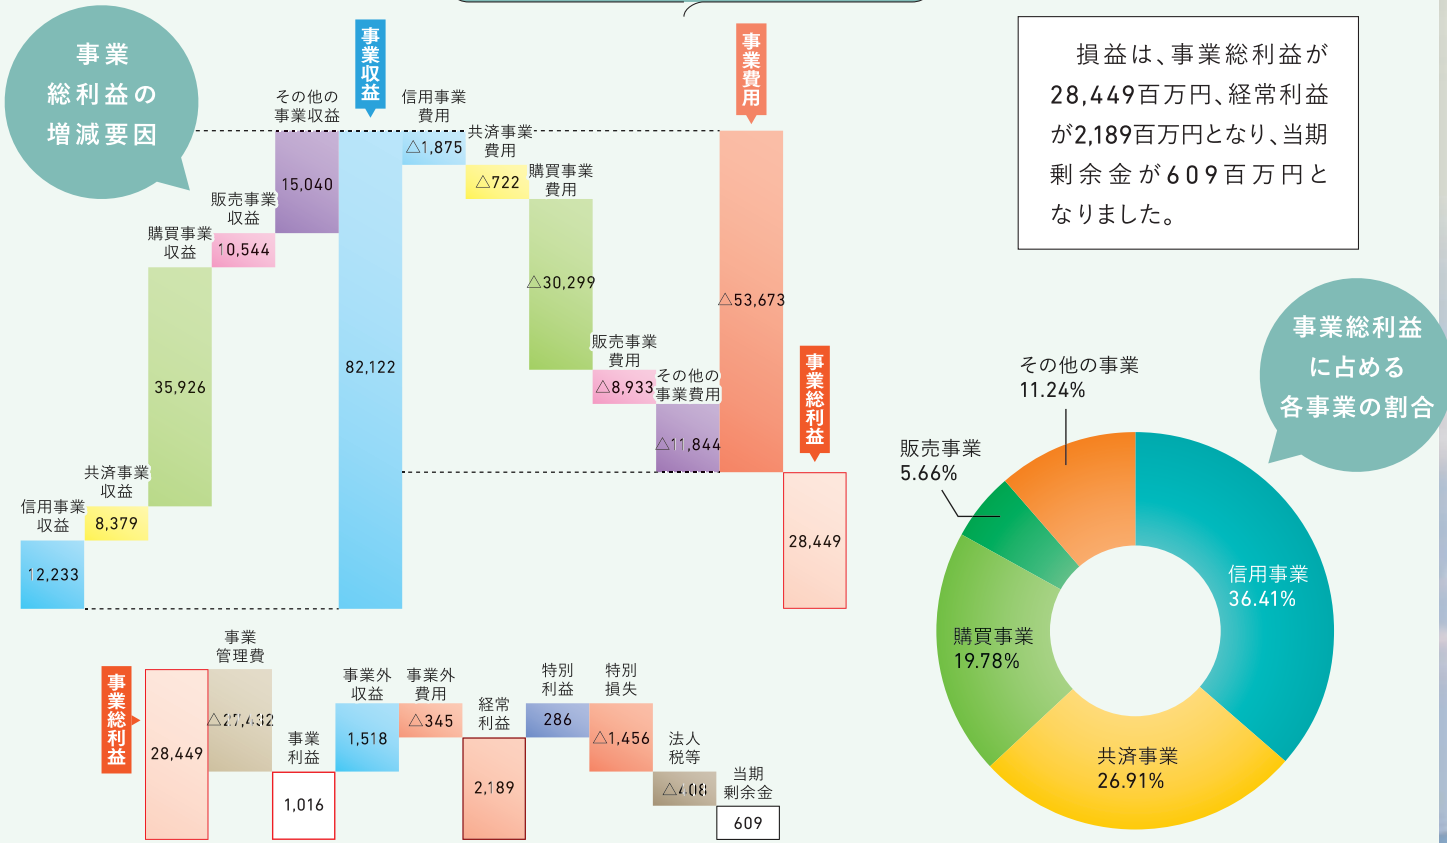 事業
総利益の
増減要因
信用事業
収益
12,233
共済事業
収益
8,379
購買事業
収益
35,926
販売事業
収益
10,544
その他の
事業収益
15,040
事業収益
82,122
信用事業
費用
△1,875
共済事業
費用
△722
購買事業
費用
△30,299
販売事業
費用
△8,933
その他の
事業費用
△11,844
事業費用
△53,673
事業総利益
28,449
損益は、事業総利益が
28,449百万円、経常利益
が2,189百万円となり、当期
剰余金が609百万円と
なりました。
事業総利益
に占める
各事業の割合
その他の事業
11.24%
販売事業
5.66%
購買事業
19.78%
共済事業
26.91%
信用事業
36.41%
事業総利益
28,449
事業
管理費
△27,432
事業
利益
1,016
事業外
収益
1,518
事業外
費用
△345
経常
利益
2,189
特別
利益
286
特別
損失
△1,456
法人
税等
△408
当期
剰余金
609